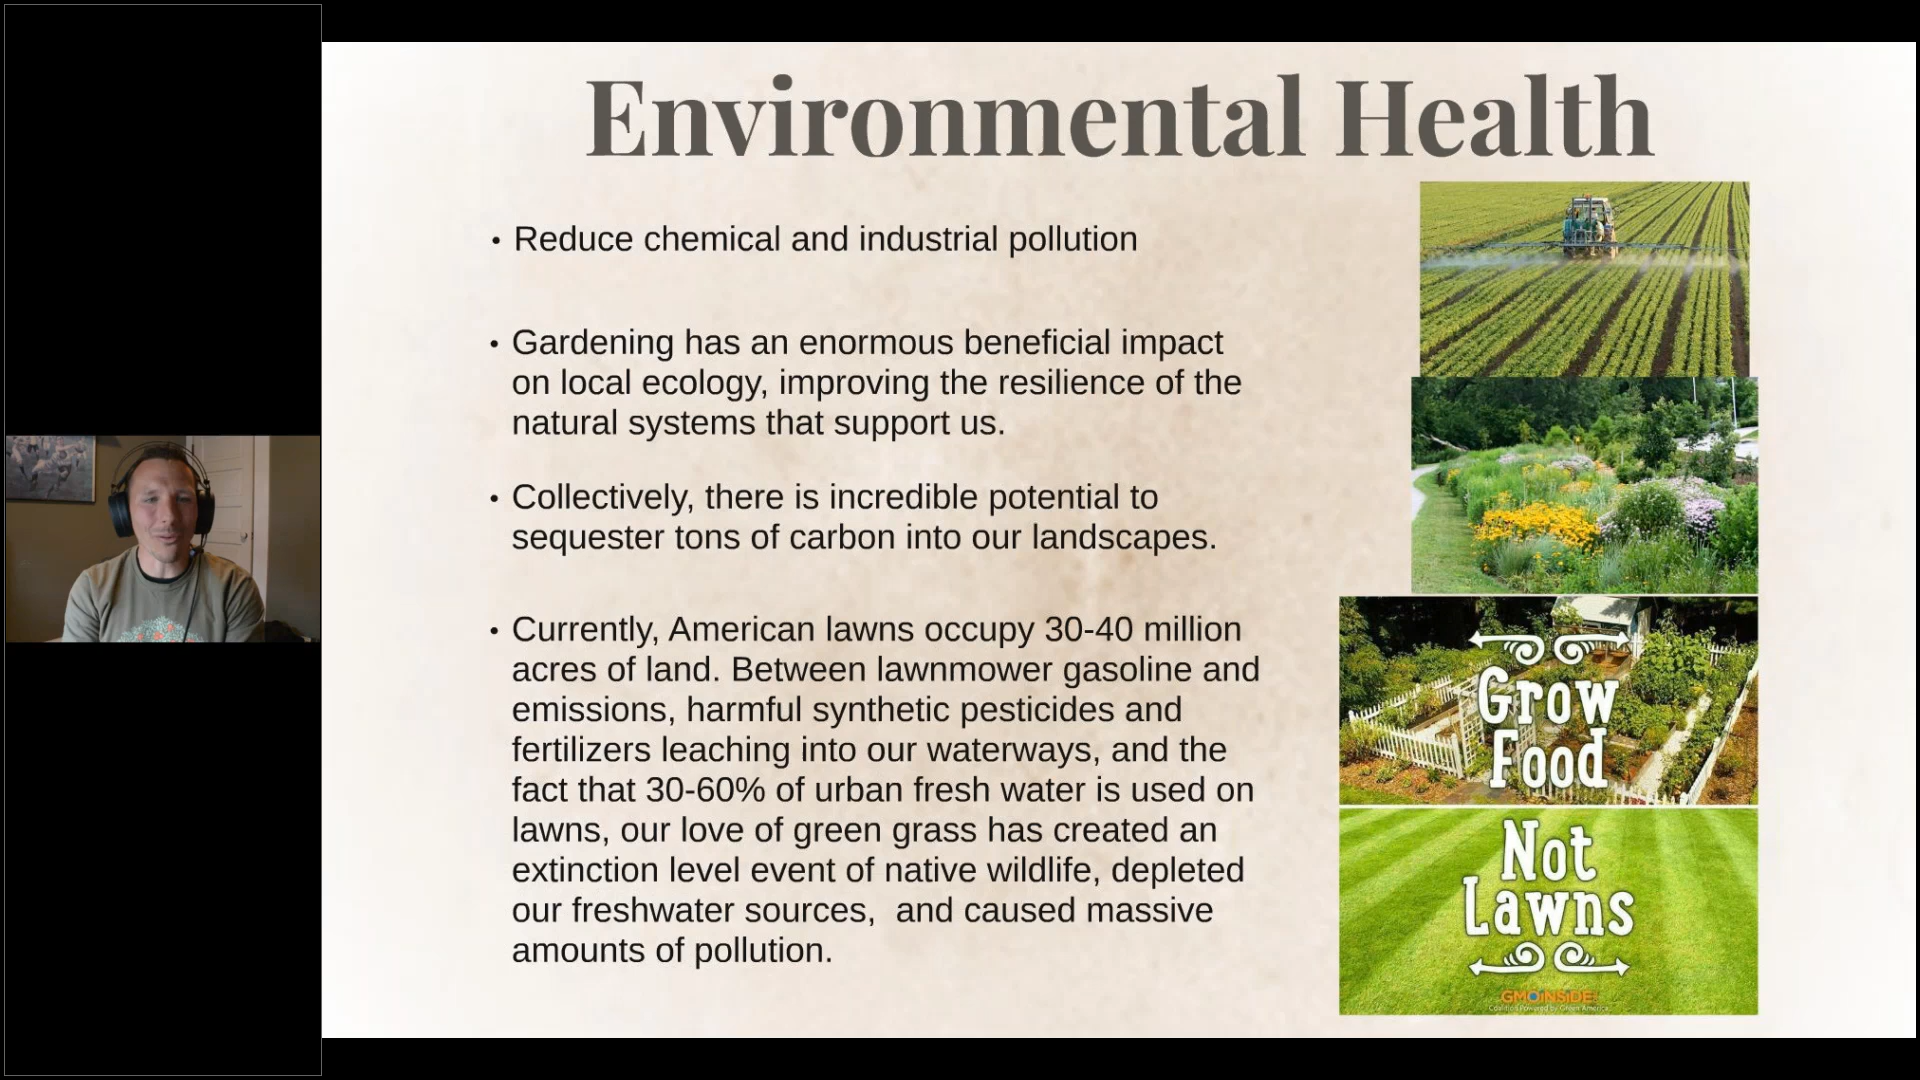 Environmental Health
• Reduce chemical and industrial pollution
• Gardening has an enormous beneficial impact
on local ecology, improving the resilience of the
natural systems that support us.
• Collectively, there is incredible potential to
sequester tons of carbon into our landscapes.
• Currently, American lawns occupy 30-40 million
acres of land. Between lawnmower gasoline and
emissions, harmful synthetic pesticides and
fertilizers leaching into our waterways, and the
fact that 30-60% of urban fresh water is used on
lawns, our love of green grass has created an
extinction level event of native wildlife, depleted
our freshwater sources,  and caused massive
amounts of pollution.
Grow
Food
Not
Lawns
GMOINSIDE
Coalition Powered by Green America